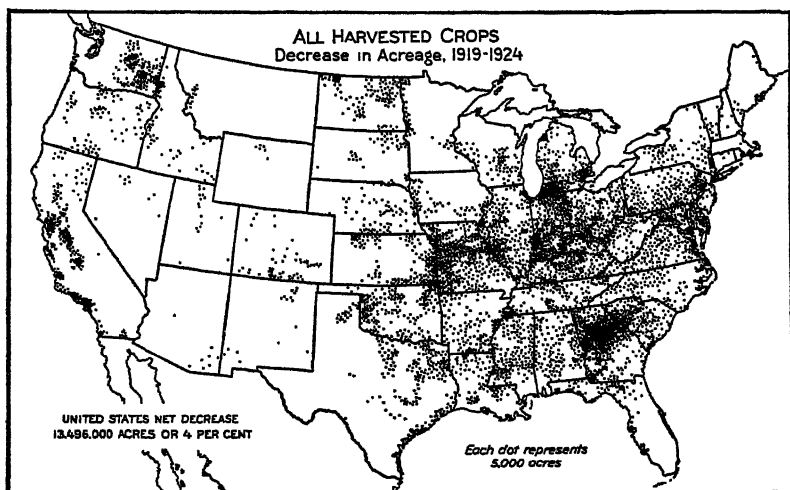 ALL HARVESTED CROPS
Decrease in Acreage, 1919-1924
UNITED STATES NET DECREASE
13,496,000 ACRES OR 4 PER CENT
Each dot represents
5,000 acres